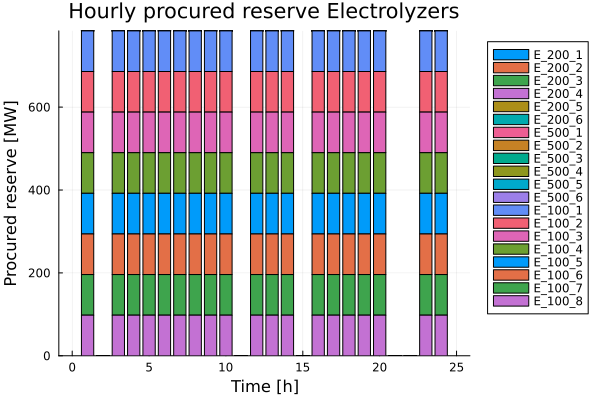 Hourly procured reserve Electrolyzers
Procured reserve [MW]
600
400
200
0
0
5
10
15
20
25
Time [h]
E_200_1
E_200_2
E_200_3
E_200_4
E_200_5
E_200_6
E_500_1
E_500_2
E_500_3
E_500_4
E_500_5
E_500_6
E_100_1
E_100_2
E_100_3
E_100_4
E_100_5
E_100_6
E_100_7
E_100_8